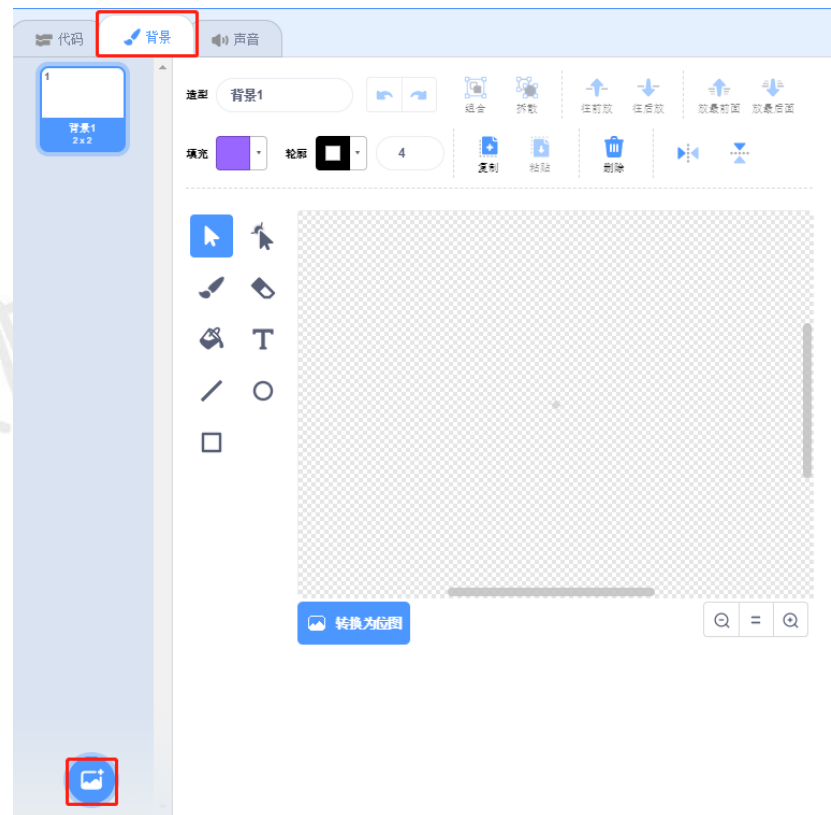 代码 背景 声音
1
背景1
2 x 2
造型 背景1 组合 拆散 往前放 往后放 放最前面 放最后面
填充 轮廓 4 复制 粘贴 删除
T
转换为位图